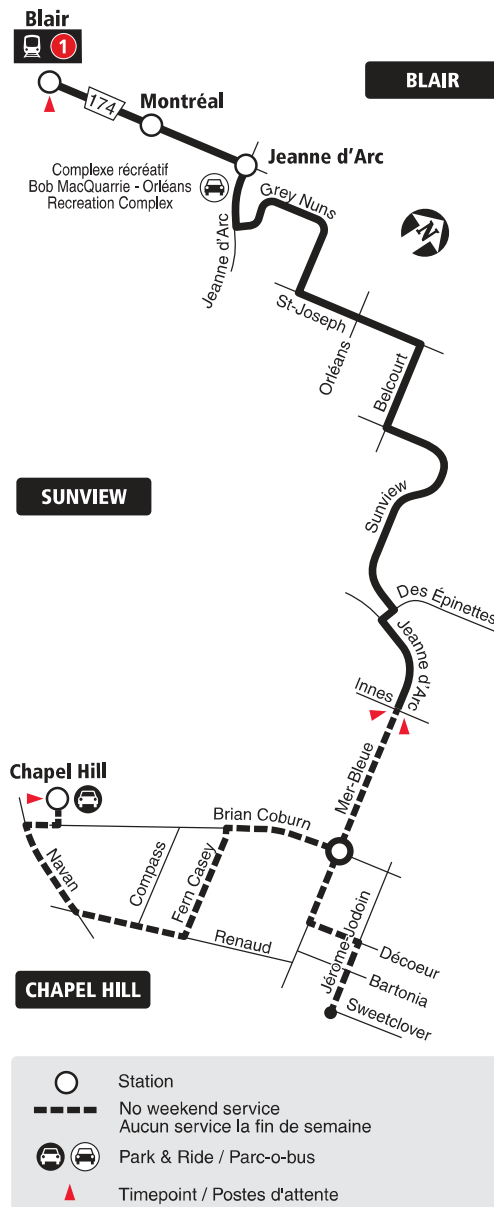 Blair
1
BLAIR
174
Montréal
Jeanne d'Arc
Complexe récréatif
Bob MacQuarrie - Orléans
Recreation Complex
Grey Nuns
Jeanne d'Arc
N
St-Joseph
Orléans
Belcourt
SUNVIEW
Sunview
Des Épinettes
Jeanne d'Arc
Innes
Mer-Bleue
Chapel Hill
Brian Coburn
Navan
Compass
Fern Casey
Renaud
Jérome-Jodoin
Décoeur
Bartonia
Sweetclover
CHAPEL HILL
Station
No weekend service
Aucun service la fin de semaine
Park & Ride / Parc-o-bus
Timepoint / Postes d'attente